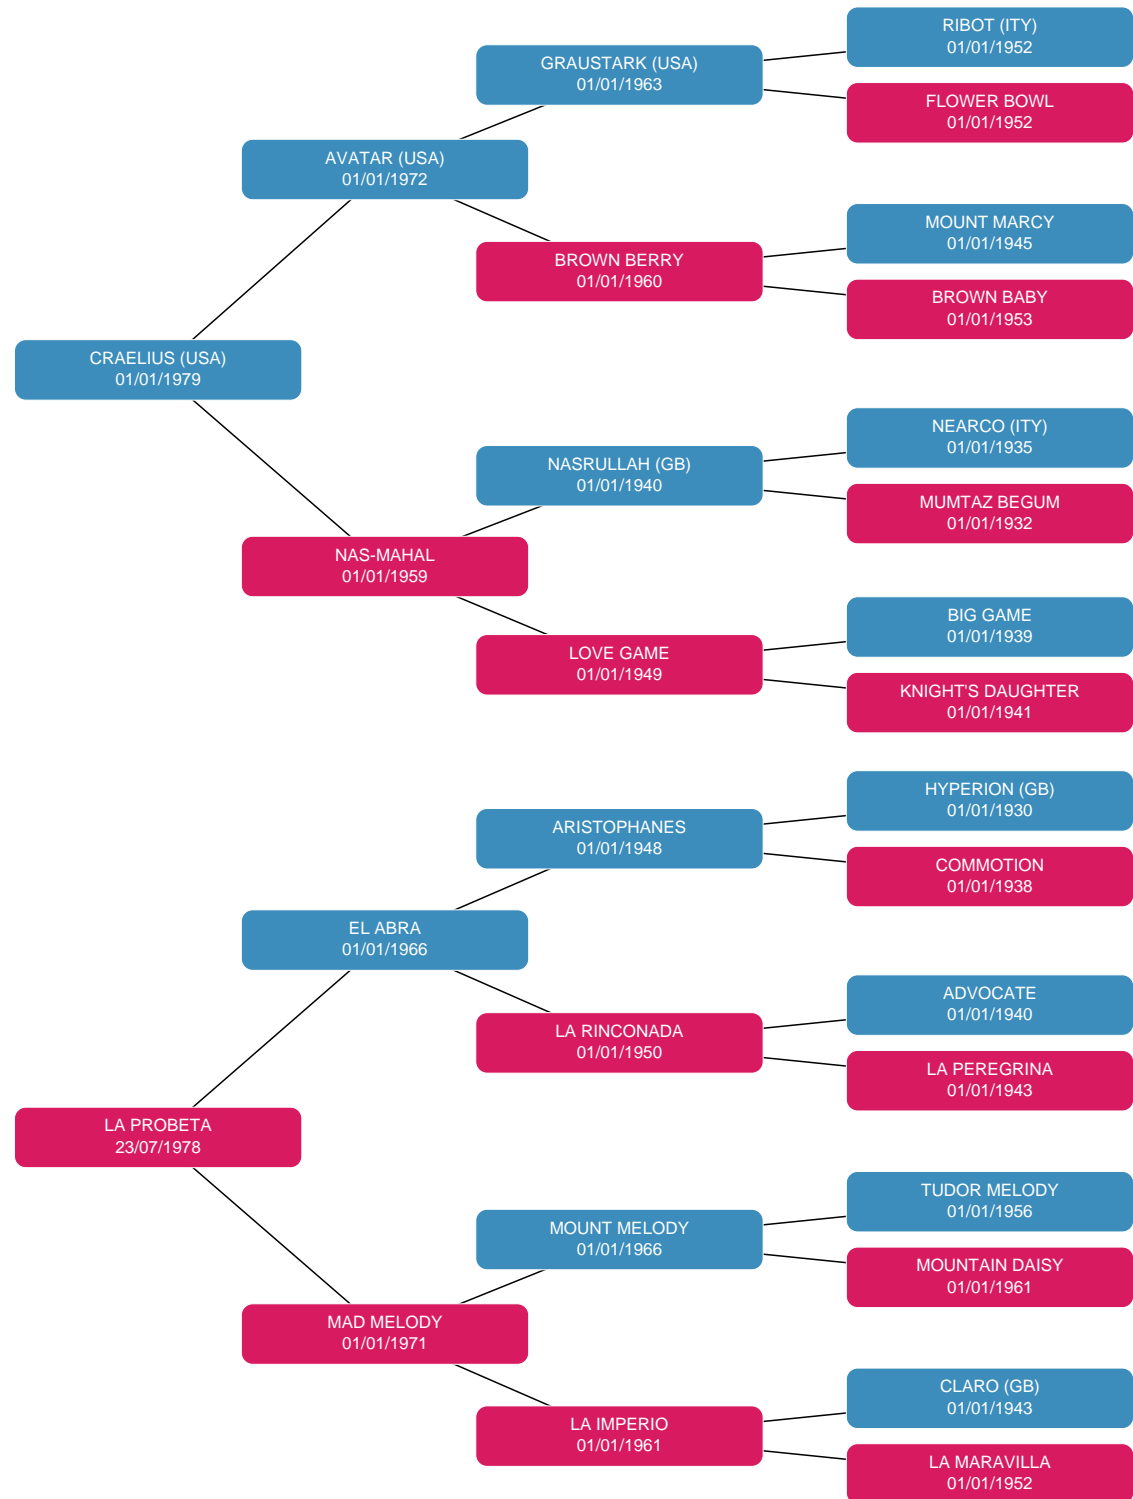 RIBOT (ITY)
01/01/1952
GRAUSTARK (USA)
01/01/1963
FLOWER BOWL
01/01/1952
AVATAR (USA)
01/01/1972
MOUNT MARCY
01/01/1945
BROWN BERRY
01/01/1960
BROWN BABY
01/01/1953
CRAELIUS (USA)
01/01/1979
NEARCO (ITY)
01/01/1935
NASRULLAH (GB)
01/01/1940
MUMTAZ BEGUM
01/01/1932
NAS-MAHAL
01/01/1959
BIG GAME
01/01/1939
LOVE GAME
01/01/1949
KNIGHT'S DAUGHTER
01/01/1941
HYPERION (GB)
01/01/1930
ARISTOPHANES
01/01/1948
COMMOTION
01/01/1938
EL ABRA
01/01/1966
ADVOCATE
01/01/1940
LA RINCONADA
01/01/1950
LA PEREGRINA
01/01/1943
LA PROBETA
23/07/1978
TUDOR MELODY
01/01/1956
MOUNT MELODY
01/01/1966
MOUNTAIN DAISY
01/01/1961
MAD MELODY
01/01/1971
CLARO (GB)
01/01/1943
LA IMPERIO
01/01/1961
LA MARAVILLA
01/01/1952